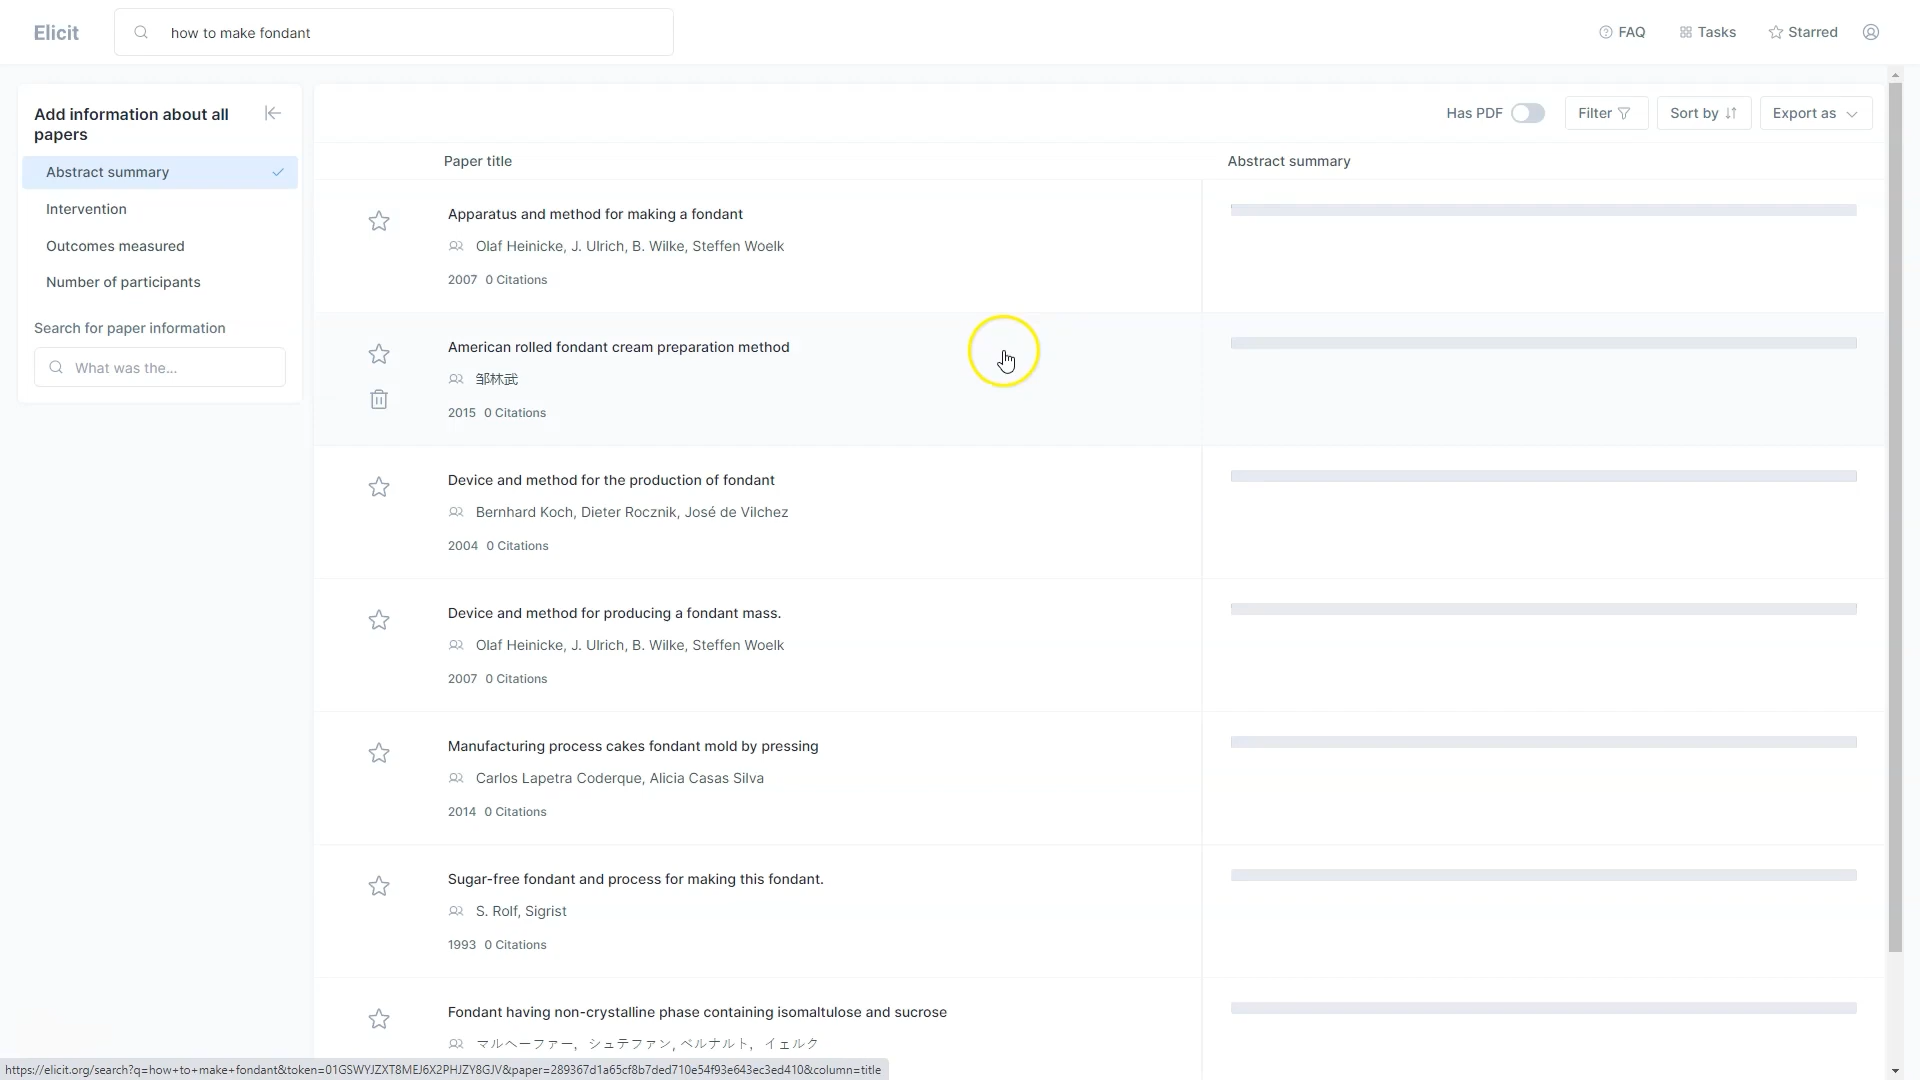 Elicit
how to make fondant
FAQ
Tasks
Starred
Add information about all
papers
Abstract summary
Intervention
Outcomes measured
Number of participants
Search for paper information
What was the...
Has PDF
Filter
Sort by
Export as
Paper title
Abstract summary
Apparatus and method for making a fondant
Olaf Heinicke, J. Ulrich, B. Wilke, Steffen Woelk
2007 0 Citations
American rolled fondant cream preparation method
邹林武
2015 0 Citations
Device and method for the production of fondant
Bernhard Koch, Dieter Rocznik, José de Vilchez
2004 0 Citations
Device and method for producing a fondant mass.
Olaf Heinicke, J. Ulrich, B. Wilke, Steffen Woelk
2007 0 Citations
Manufacturing process cakes fondant mold by pressing
Carlos Lapetra Coderque, Alicia Casas Silva
2014 0 Citations
Sugar-free fondant and process for making this fondant.
S. Rolf, Sigrist
1993 0 Citations
Fondant having non-crystalline phase containing isomaltulose and sucrose
マルヘーファー, シュテファン, ベルナルト, イェルク
https://elicit.org/search?q=how+to+make+fondant&token=01GSWYJZXT8MEJ6X2PHJZY8GJV&paper=289367d1a65cf8b7ded710e54f93e643ec3ed410&column=title